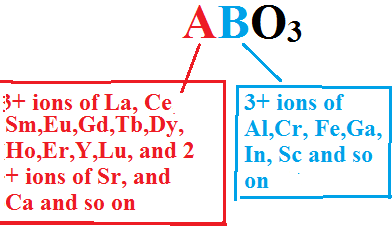 ABO3
3+ ions of La, Ce
Sm,Eu,Gd,Tb,Dy,
Ho,Er,Y,Lu, and 2
+ ions of Sr, and
Ca and so on
3+ ions of
Al,Cr, Fe,Ga,
In, Sc and so
on